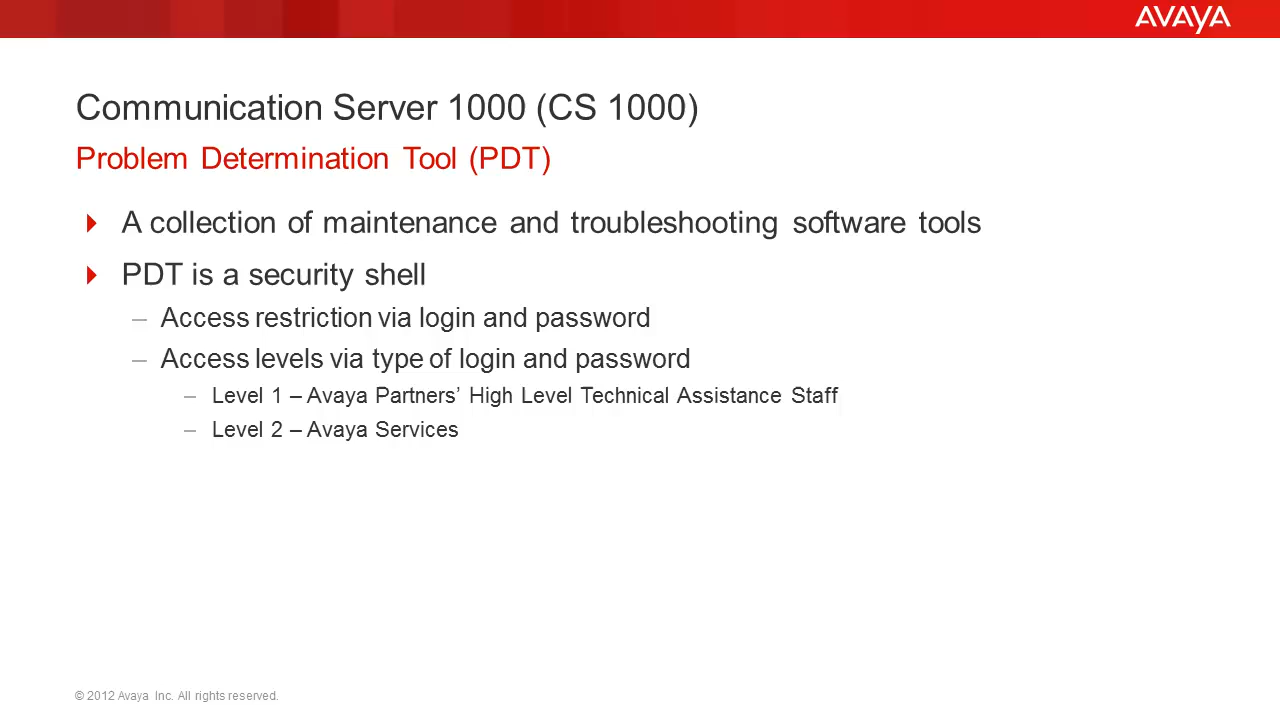 AVAYA
Communication Server 1000 (CS 1000)
Problem Determination Tool (PDT)
A collection of maintenance and troubleshooting software tools
PDT is a security shell
– Access restriction via login and password
– Access levels via type of login and password
– Level 1 – Avaya Partners’ High Level Technical Assistance Staff
– Level 2 – Avaya Services
© 2012 Avaya Inc. All rights reserved.